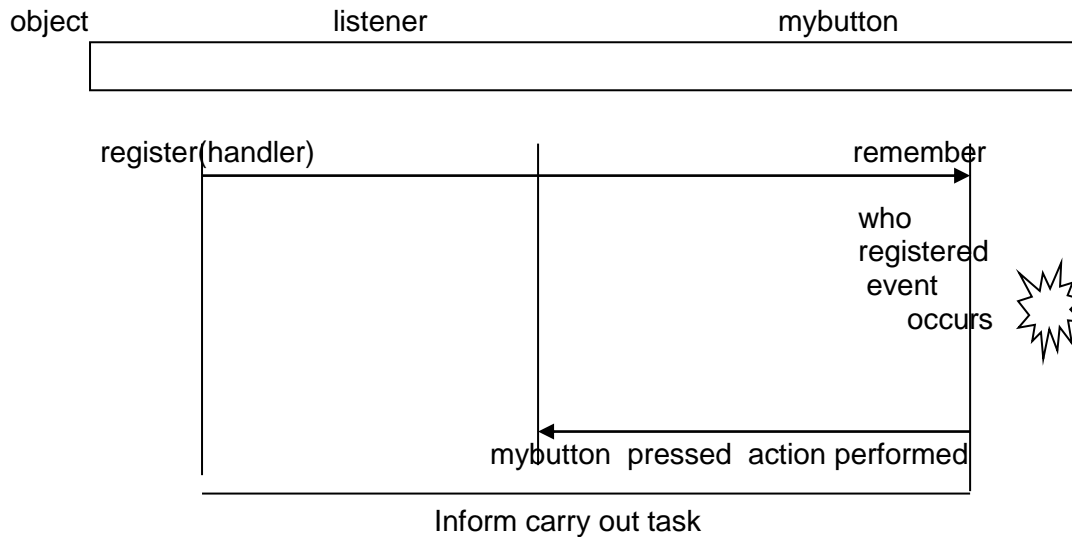 object listener mybutton
register(handler) remember
who
registered
event
occurs
mybutton pressed action performed
Inform carry out task